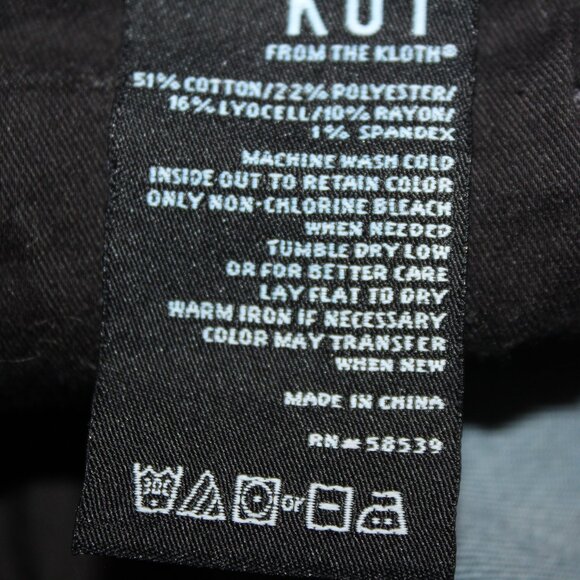 KUT
FROM THE KLOTH®
51% COTTON/22% POLYESTER/
16% LYOCELL/10% RAYON/
1% SPANDEX
MACHINE WASH COLD
INSIDE OUT TO RETAIN COLOR
ONLY NON-CHLORINE BLEACH
WHEN NEEDED
TUMBLE DRY LOW
OR FOR BETTER CARE
LAY FLAT TO DRY
WARM IRON IF NECESSARY
COLOR MAY TRANSFER
WHEN NEW
MADE IN CHINA
RN# 58539
30C or